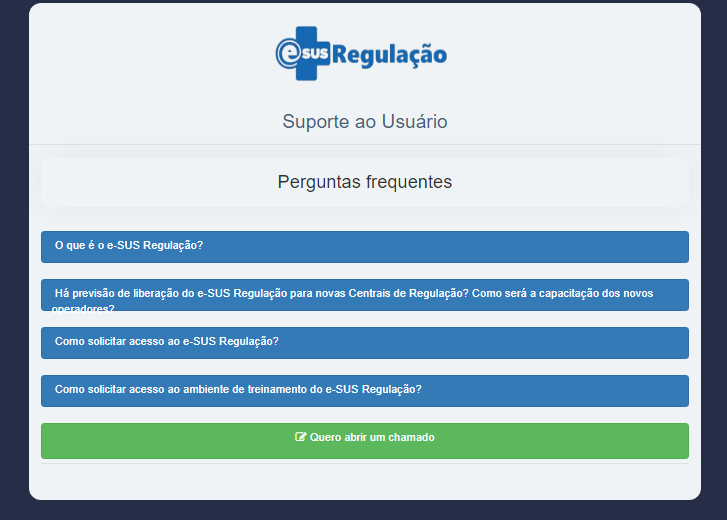 e sus Regulação
Suporte ao Usuário
Perguntas frequentes
O que é o e-SUS Regulação?
Há previsão de liberação do e-SUS Regulação para novas Centrais de Regulação? Como será a capacitação dos novos
operadores?
Como solicitar acesso ao e-SUS Regulação?
Como solicitar acesso ao ambiente de treinamento do e-SUS Regulação?
Quero abrir um chamado